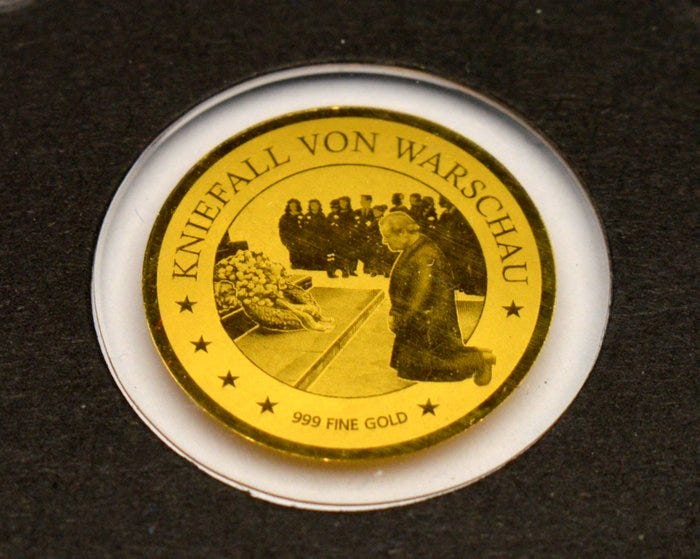 KNIEFALL VON WARSCHAU
999 FINE GOLD